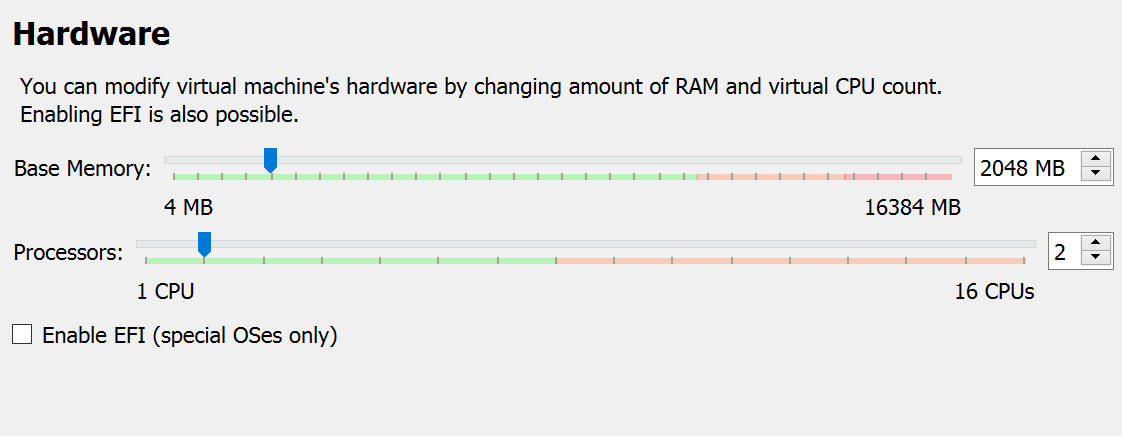 Hardware
You can modify virtual machine's hardware by changing amount of RAM and virtual CPU count.
Enabling EFI is also possible.
Base Memory: 2048 MB
4 MB 16384 MB
Processors: 2
1 CPU 16 CPUs
Enable EFI (special OSes only)